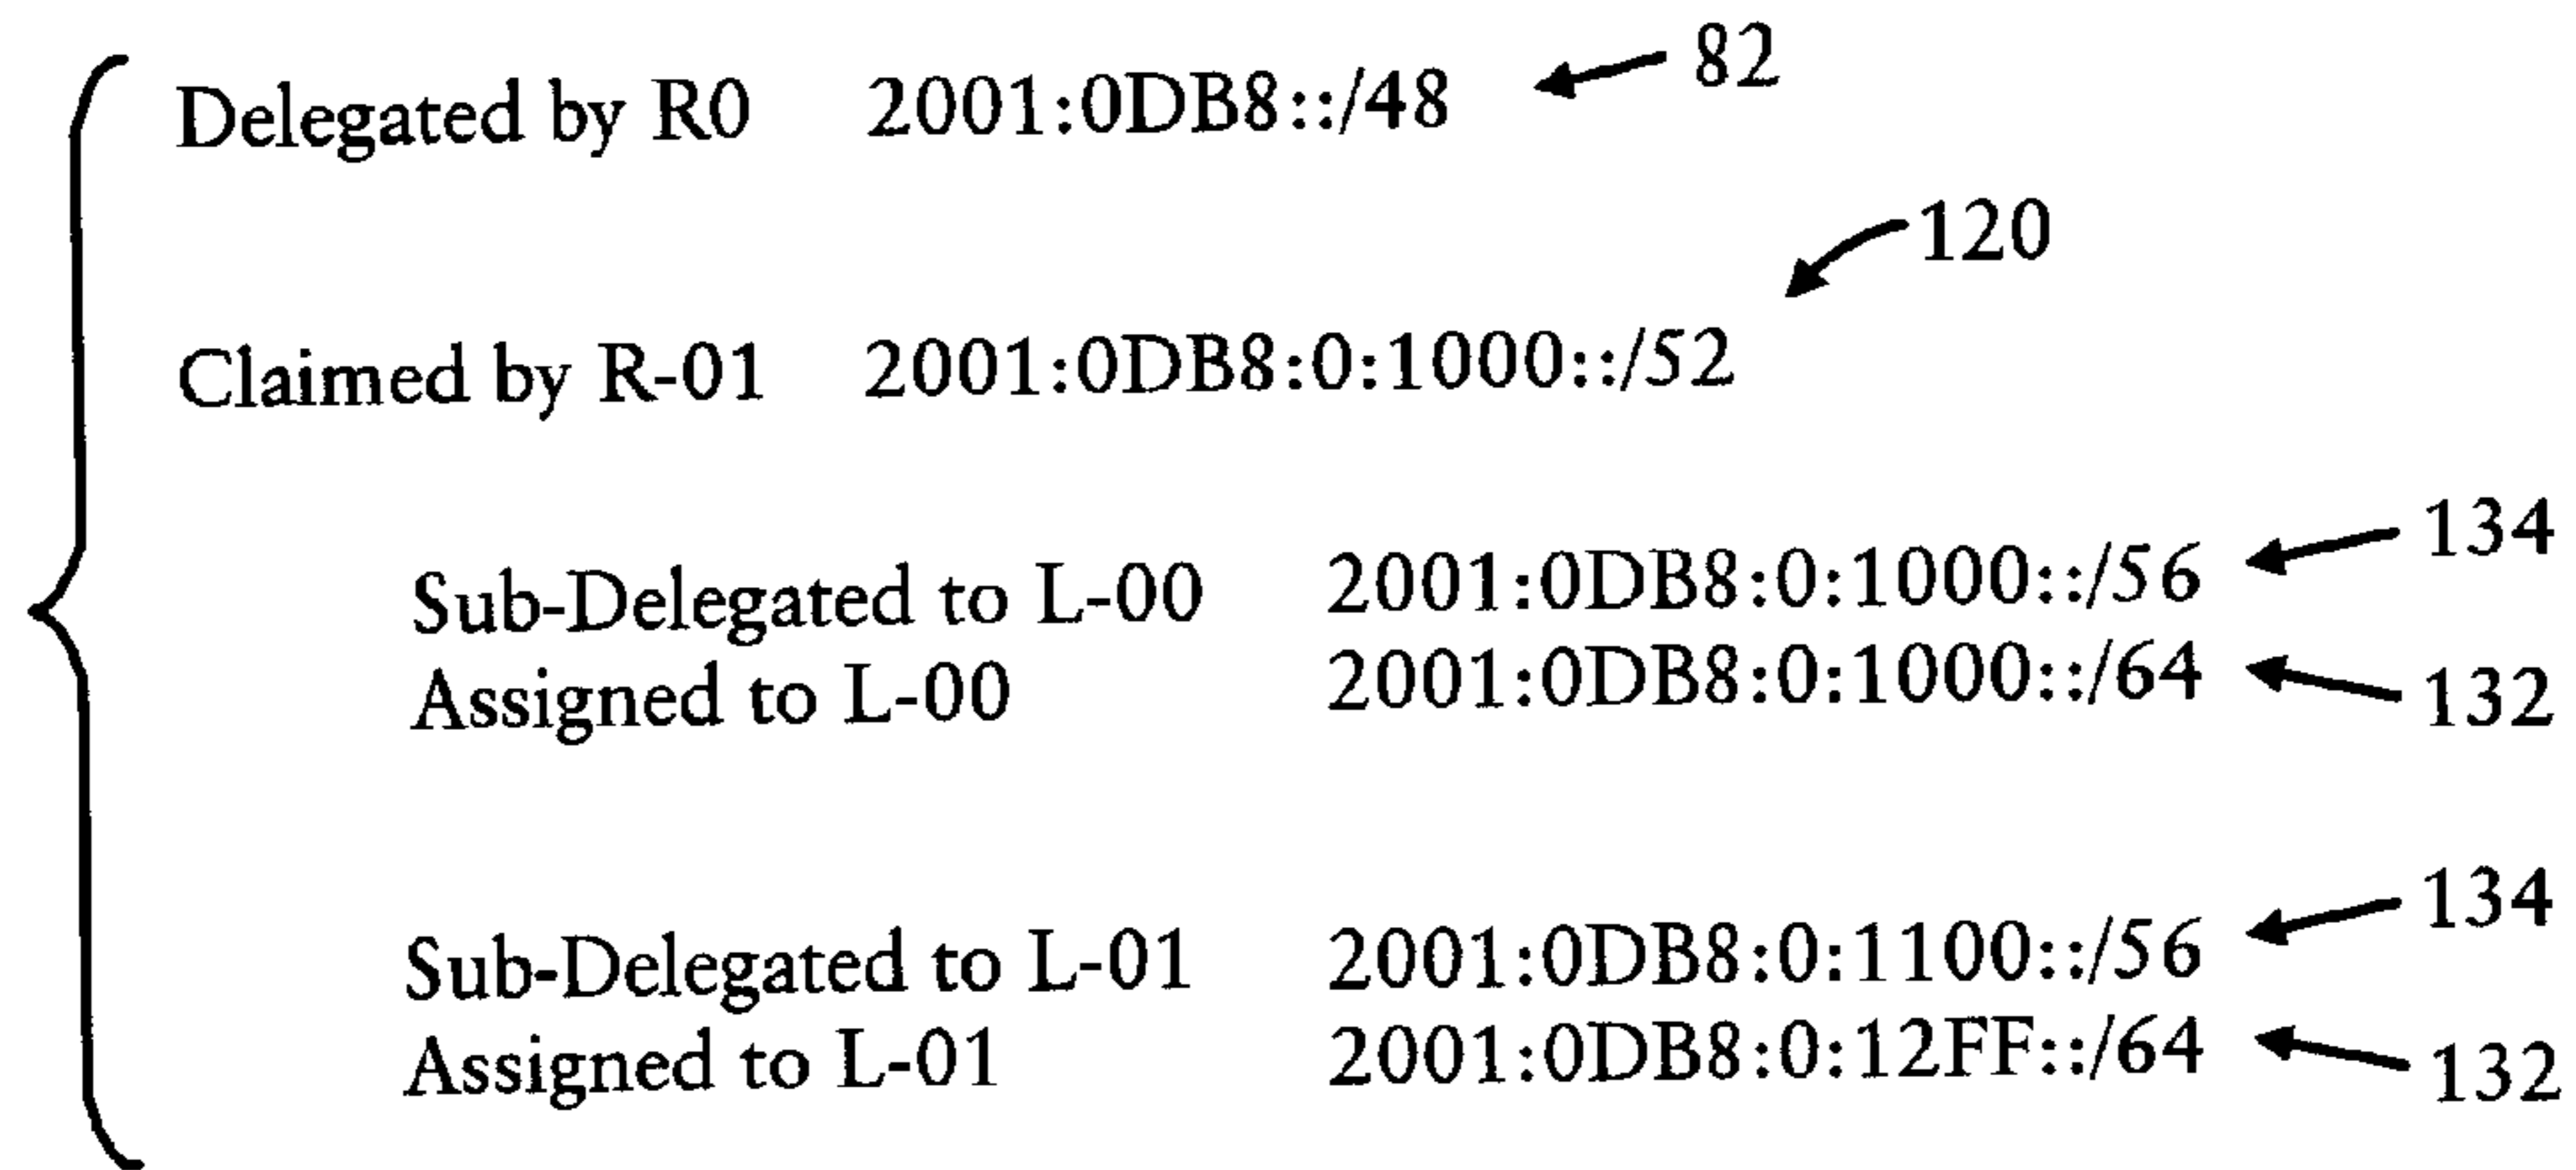 Delegated by R0 2001:0DB8::/48 82
120
Claimed by R-01 2001:0DB8:0:1000::/52
Sub-Delegated to L-00 2001:0DB8:0:1000::/56 134
Assigned to L-00 2001:0DB8:0:1000::/64 132
Sub-Delegated to L-01 2001:0DB8:0:1100::/56 134
Assigned to L-01 2001:0DB8:0:12FF::/64 132